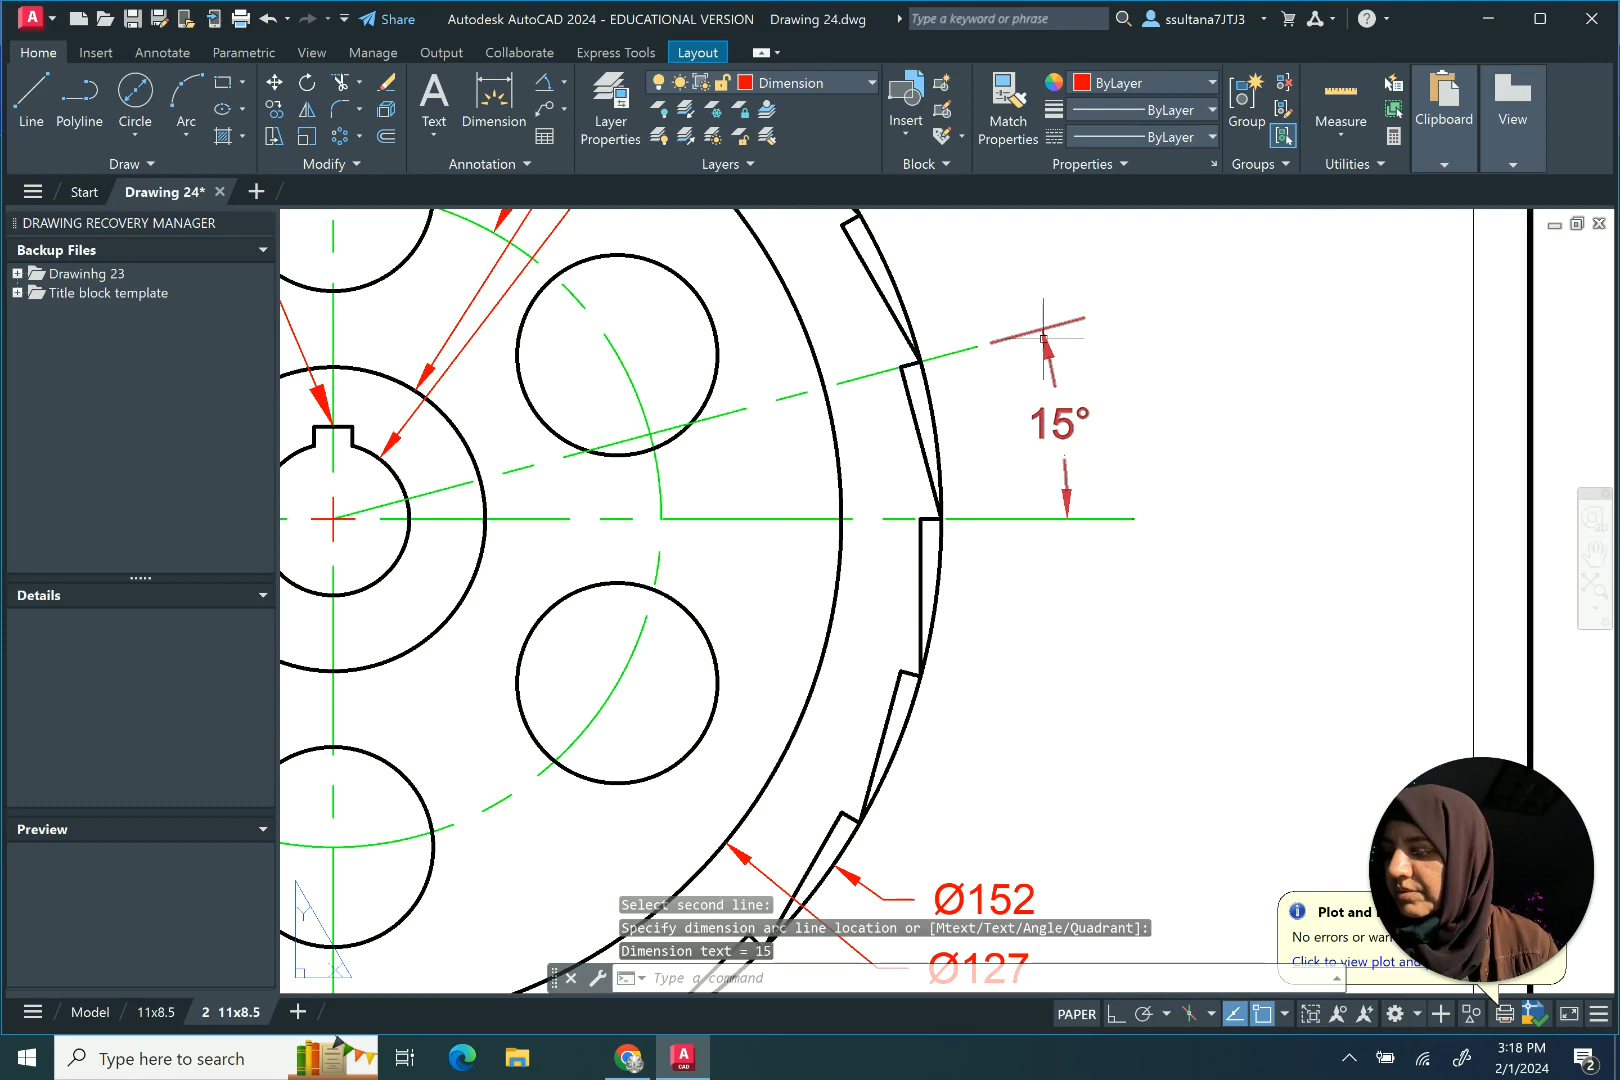 Share
Autodesk AutoCAD 2024 - EDUCATIONAL VERSION Drawing 24.dwg
Type a keyword or phrase
ssultana7JTJ3
Home Insert Annotate Parametric View Manage Output Collaborate Express Tools Layout
Line Polyline Circle Arc
Draw
Modify
Text Dimension
Annotation
Layer
Properties
Dimension
Layers
Insert
Block
Match
Properties
ByLayer
ByLayer
ByLayer
Properties
Group
Groups
Measure
Utilities
Clipboard
View
Start Drawing 24*
DRAWING RECOVERY MANAGER
Backup Files
Drawinhg 23
Title block template
Details
Preview
15°
Ø152
Ø127
Y
X
Select second line:
Specify dimension arc line location or [Mtext/Text/Angle/Quadrant]:
Dimension text = 15
Type a command
Plot and
No errors or
Click to view plot and
Model 11x8.5 2 11x8.5
PAPER
Type here to search
A
CAD
3:18 PM
2/1/2024
2